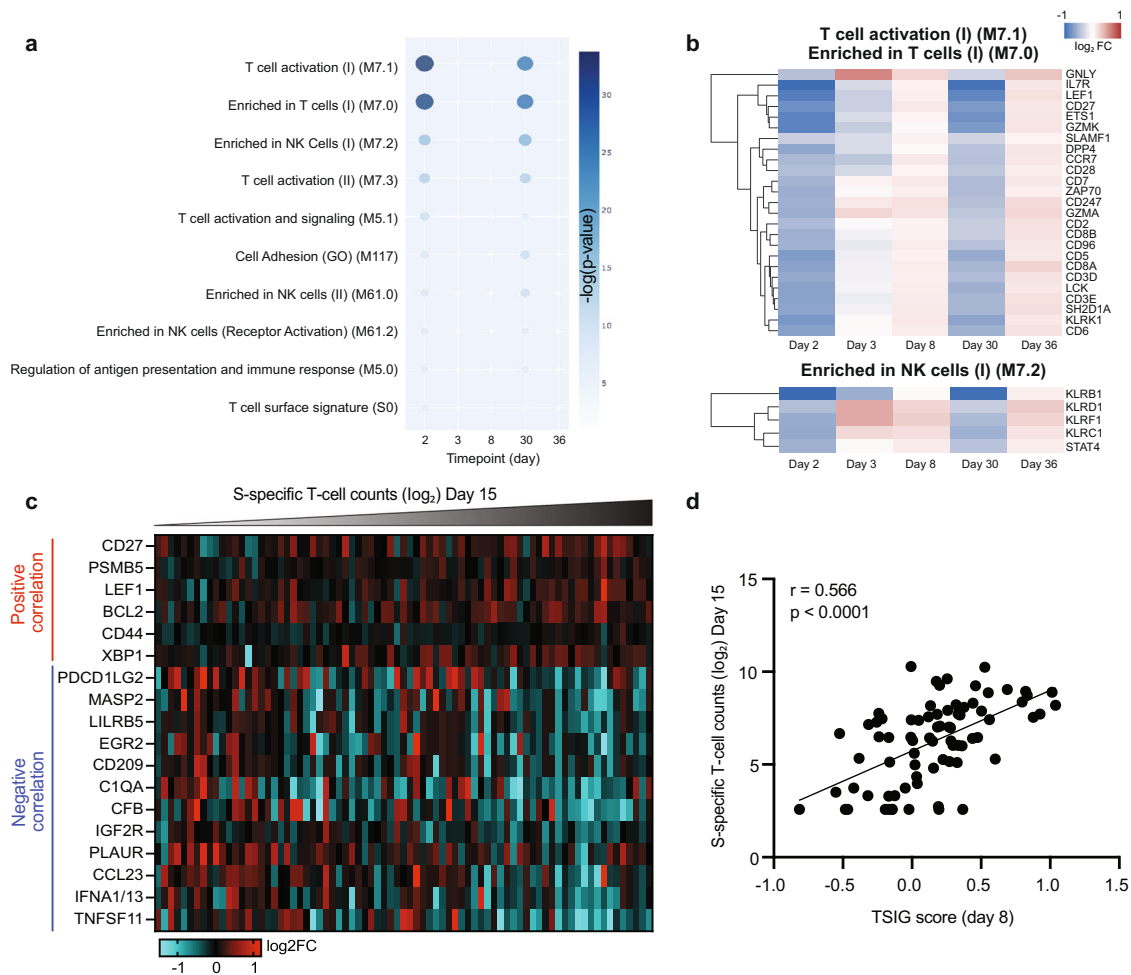 a
T cell activation (I) (M7.1)
Enriched in T cells (I) (M7.0)
Enriched in NK Cells (I) (M7.2)
T cell activation (II) (M7.3)
T cell activation and signaling (M5.1)
Cell Adhesion (GO) (M117)
Enriched in NK cells (II) (M61.0)
Enriched in NK cells (Receptor Activation) (M61.2)
Regulation of antigen presentation and immune response (M5.0)
T cell surface signature (S0)
2 3 8 30 36
Timepoint (day)
30
25
20
15
10
5
-log(p-value)
b
T cell activation (I) (M7.1)
Enriched in T cells (I) (M7.0)
-1 1
log₂ FC
GNLY
IL7R
LEF1
CD27
ETS1
GZMK
SLAMF1
DPP4
CCR7
CD28
CD7
ZAP70
CD247
GZMA
CD2
CD8B
CD96
CD5
CD8A
CD3D
LCK
CD3E
SH2D1A
KLRK1
CD6
Day 2 Day 3 Day 8 Day 30 Day 36
Enriched in NK cells (I) (M7.2)
KLRB1
KLRD1
KLRF1
KLRC1
STAT4
Day 2 Day 3 Day 8 Day 30 Day 36
c
S-specific T-cell counts (log₂) Day 15
Positive
correlation
CD27
PSMB5
LEF1
BCL2
CD44
XBP1
Negative
correlation
PDCD1LG2
MASP2
LILRB5
EGR2
CD209
C1QA
CFB
IGF2R
PLAUR
CCL23
IFNA1/13
TNFSF11
log2FC
-1 0 1
d
r = 0.566
p < 0.0001
S-specific T-cell counts (log₂) Day 15
15
10
5
0
-1.0 -0.5 0.0 0.5 1.0 1.5
TSIG score (day 8)